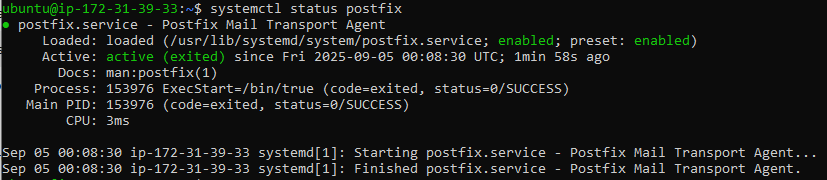 ubuntu@ip-172-31-39-33:~$ systemctl status postfix
● postfix.service - Postfix Mail Transport Agent
Loaded: loaded (/usr/lib/systemd/system/postfix.service; enabled; preset: enabled)
Active: active (exited) since Fri 2025-09-05 00:08:30 UTC; 1min 58s ago
Docs: man:postfix(1)
Process: 153976 ExecStart=/bin/true (code=exited, status=0/SUCCESS)
Main PID: 153976 (code=exited, status=0/SUCCESS)
CPU: 3ms

Sep 05 00:08:30 ip-172-31-39-33 systemd[1]: Starting postfix.service - Postfix Mail Transport Agent...
Sep 05 00:08:30 ip-172-31-39-33 systemd[1]: Finished postfix.service - Postfix Mail Transport Agent.